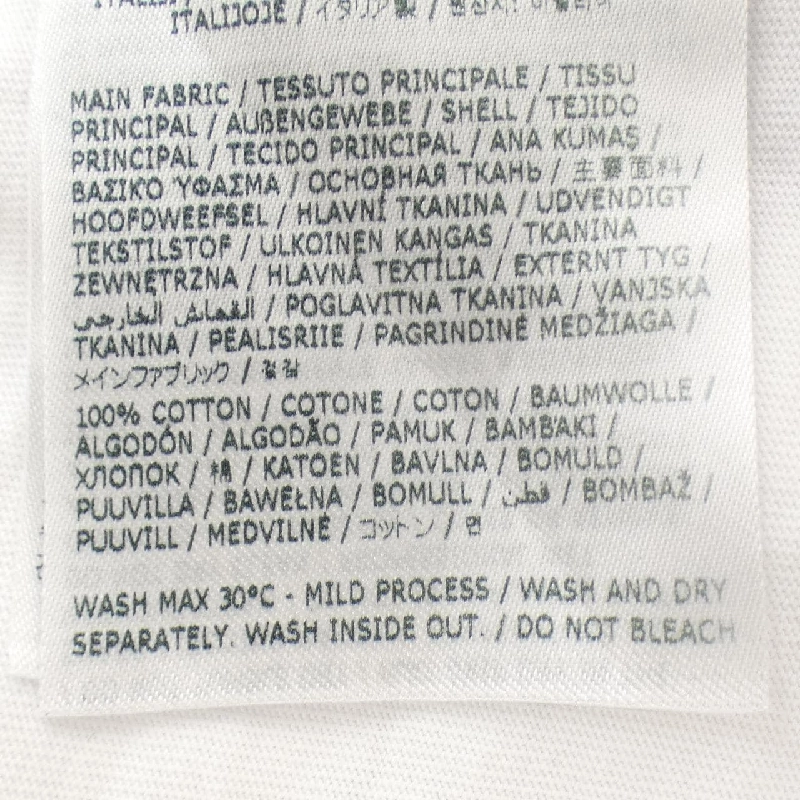 ITALIJOJE / イタリア製 /
MAIN FABRIC / TESSUTO PRINCIPALE / TISSU
PRINCIPAL / AUßENGEWEBE / SHELL / TEJIDO
PRINCIPAL / TECIDO PRINCIPAL / ANA KUMAŞ /
ΒΑΣΙΚΌ ΎΦΑΣΜΑ / ОСНОВНАЯ ТКАНЬ / 主要面料 /
HOOFDWEEFSEL / HLAVNÍ TKANINA / UDVENDIGT
TEKSTILSTOF / ULKOINEN KANGAS / TKANINA
ZEWNĘTRZNA / HLAVNÁ TEXTÍLIA / EXTERNT TYG /
القماش الخارجي / POGLAVITNA TKANINA / VANJSKA
TKANINA / PEALISRIIE / PAGRINDINĖ MEDŽIAGA /
メインファブリック / 겉감
100% COTTON / COTONE / COTON / BAUMWOLLE /
ALGODÓN / ALGODÃO / PAMUK / ΒΑΜΒΆΚΙ /
ХЛОПОК / 棉 / KATOEN / BAVLNA / BOMULD /
PUUVILLA / BAWEŁNA / BOMULL / قطن / BOMBAŽ /
PUUVILL / MEDVILNĖ / コットン / 면
WASH MAX 30°C - MILD PROCESS / WASH AND DRY
SEPARATELY. WASH INSIDE OUT. / DO NOT BLEACH